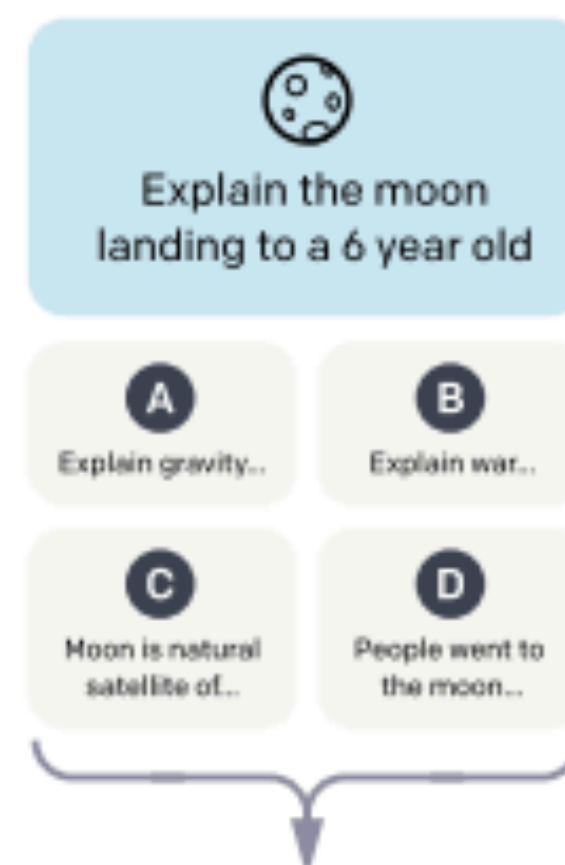 Explain the moon
landing to a 6 year old
A
Explain gravity...
B
Explain war...
C
Moon is natural
satellite of...
D
People went to
the moon...